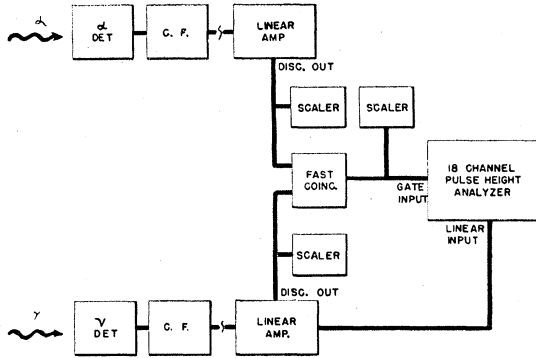 α
α
DET
C. F.
LINEAR
AMP
DISC. OUT
SCALER
SCALER
FAST
COINC.
GATE
INPUT
18 CHANNEL
PULSE HEIGHT
ANALYZER
LINEAR
INPUT
SCALER
DISC. OUT
γ
γ
DET
C. F.
LINEAR
AMP.